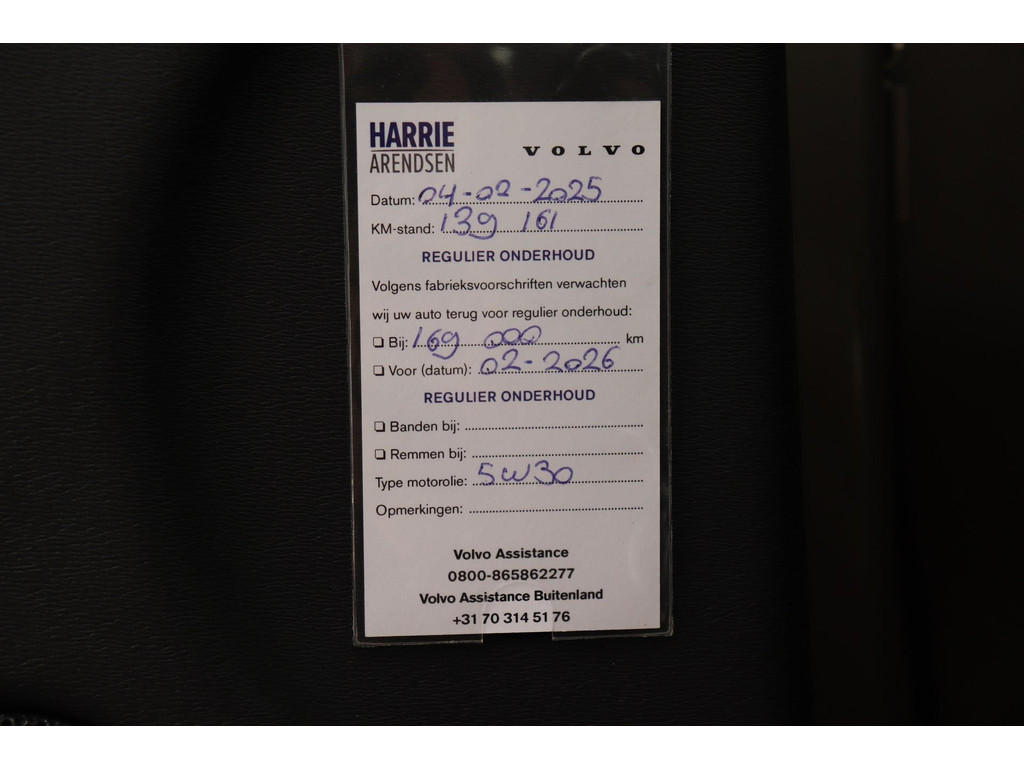 HARRIE
ARENDSEN
VOLVO
Datum: 04-02-2025
KM-stand: 139 161
REGULIER ONDERHOUD
Volgens fabrieksvoorschriften verwachten
wij uw auto terug voor regulier onderhoud:
Bij: 169 000 km
Voor (datum): 02-2026
REGULIER ONDERHOUD
Banden bij:
Remmen bij:
Type motorolie: 5W30
Opmerkingen:
Volvo Assistance
0800-865862277
Volvo Assistance Buitenland
+31 70 314 51 76